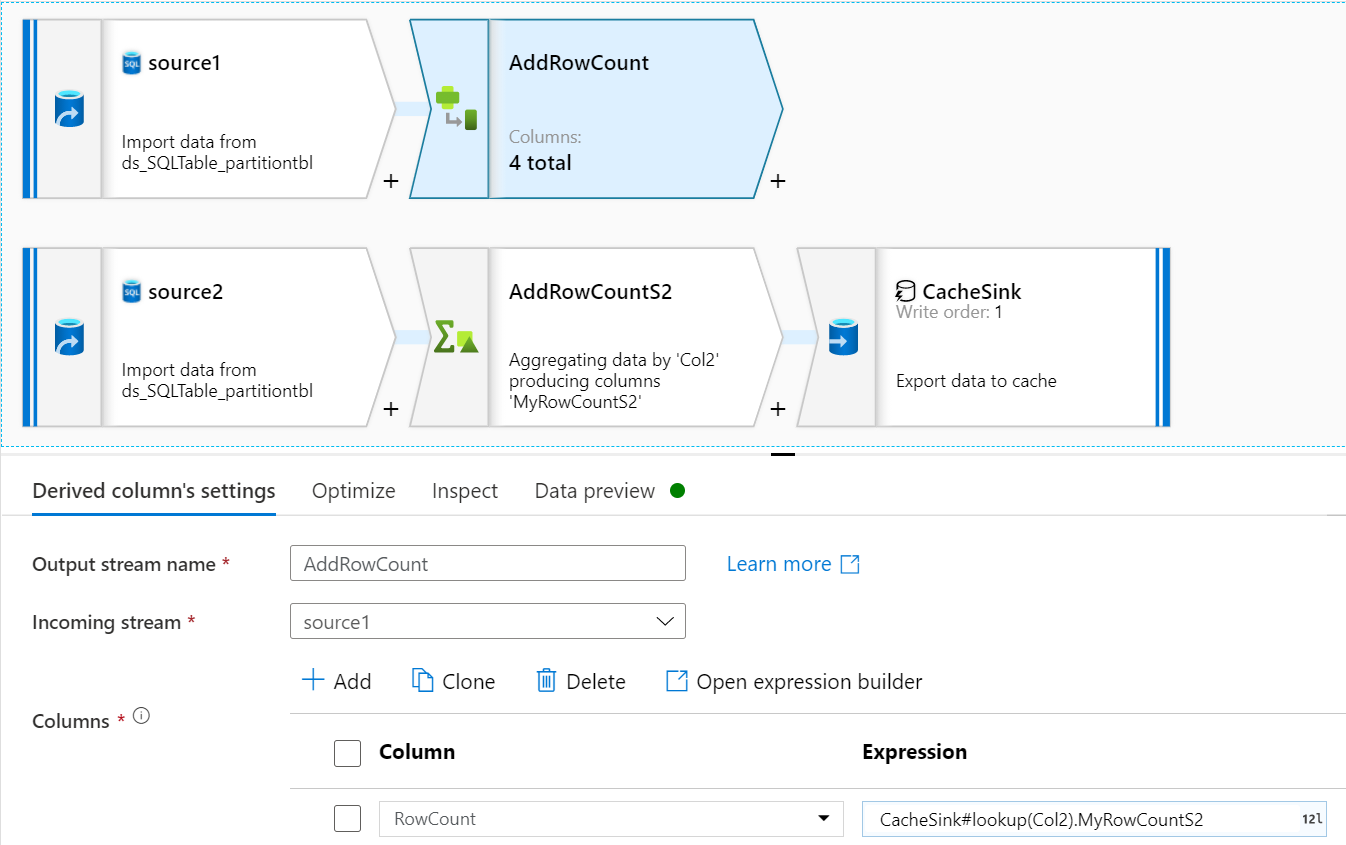 SQL source1
Import data from
ds_SQLTable_partitiontbl
+
AddRowCount
Columns:
4 total
+
SQL source2
Import data from
ds_SQLTable_partitiontbl
+
AddRowCountS2
Aggregating data by 'Col2'
producing columns
'MyRowCountS2'
+
CacheSink
Write order: 1
Export data to cache
Derived column's settings Optimize Inspect Data preview
Output stream name * AddRowCount Learn more
Incoming stream * source1
+ Add Clone Delete Open expression builder
Columns * i
Column Expression
RowCount CacheSink#lookup(Col2).MyRowCountS2 12l